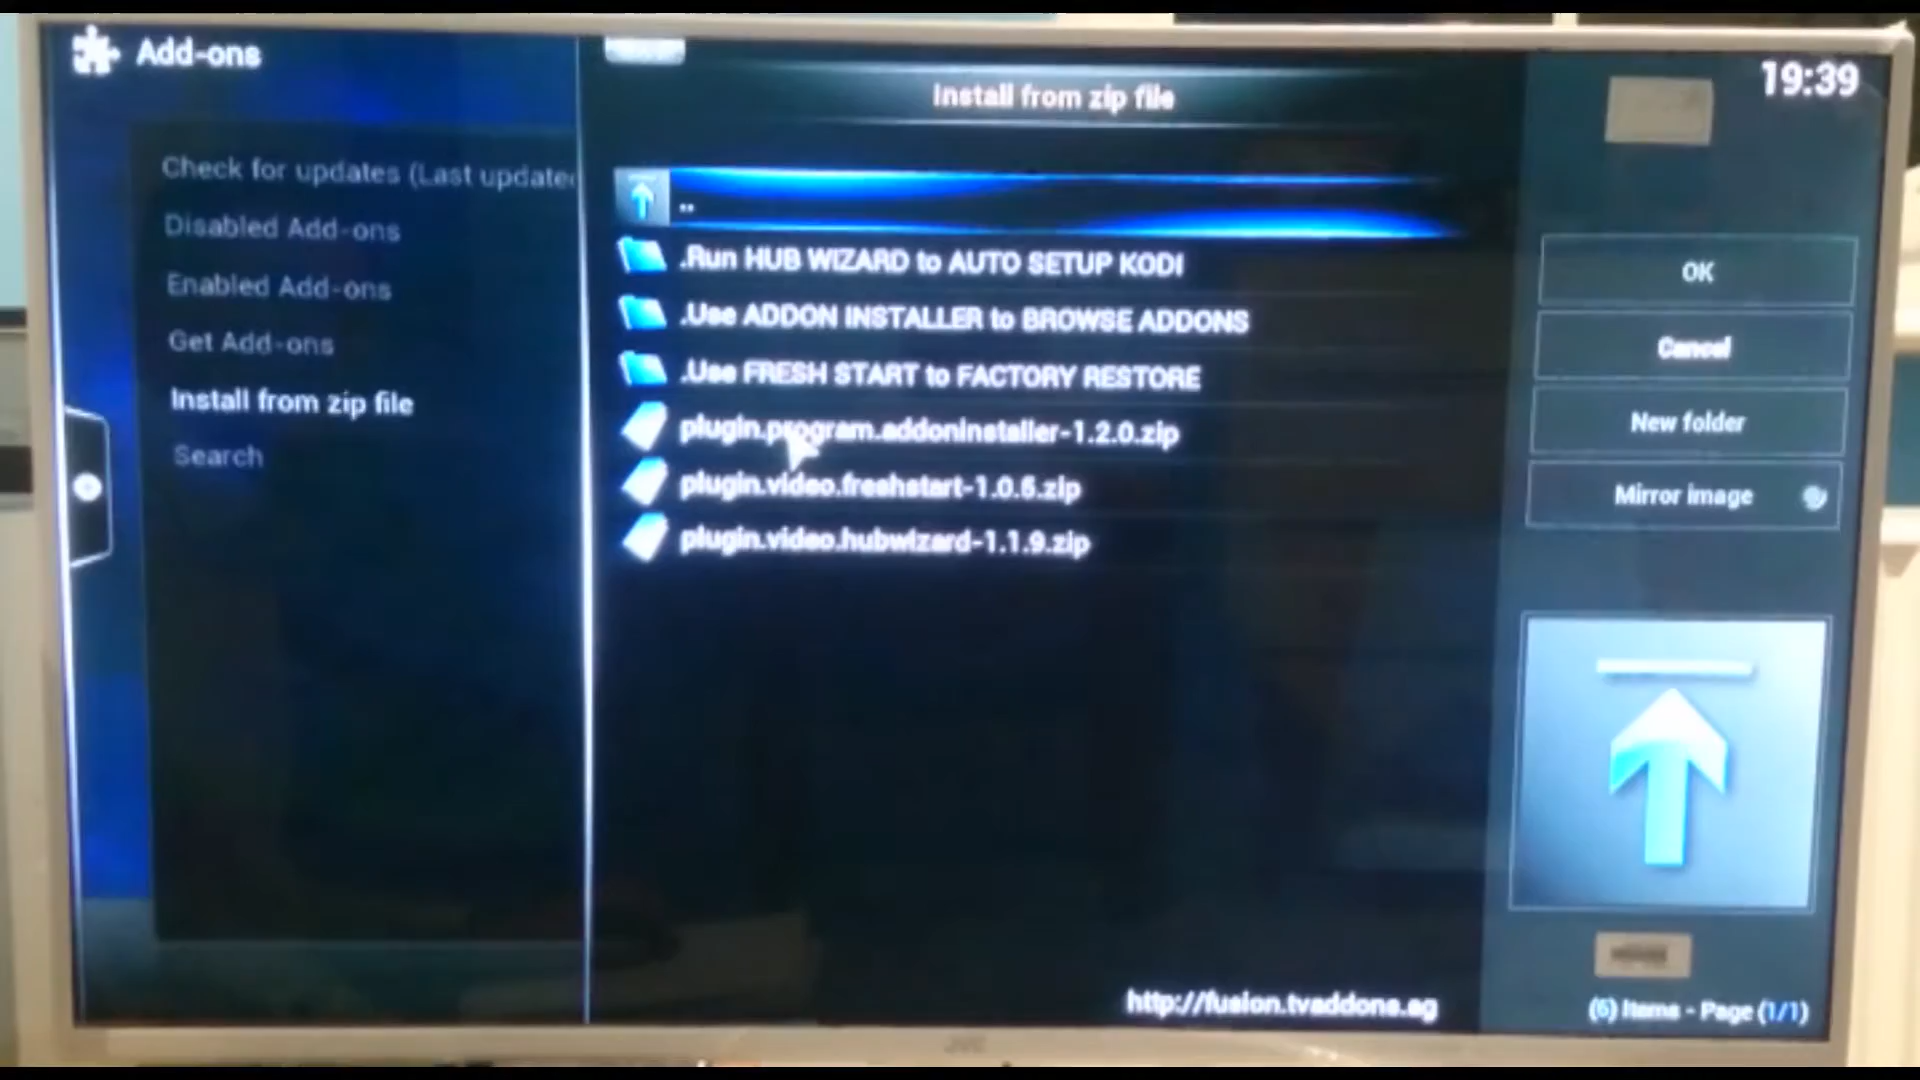 Add-ons
19:39
Install from zip file
Check for updates (Last update
Disabled Add-ons
Enabled Add-ons
Get Add-ons
Install from zip file
Search
..
.Run HUB WIZARD to AUTO SETUP KODI
.Use ADDON INSTALLER to BROWSE ADDONS
.Use FRESH START to FACTORY RESTORE
plugin.program.addoninstaller-1.2.0.zip
plugin.video.freshstart-1.0.5.zip
plugin.video.hubwizard-1.1.9.zip
OK
Cancel
New folder
Mirror image
http://fusion.tvaddons.ag
(6) Items - Page (1/1)
JVC